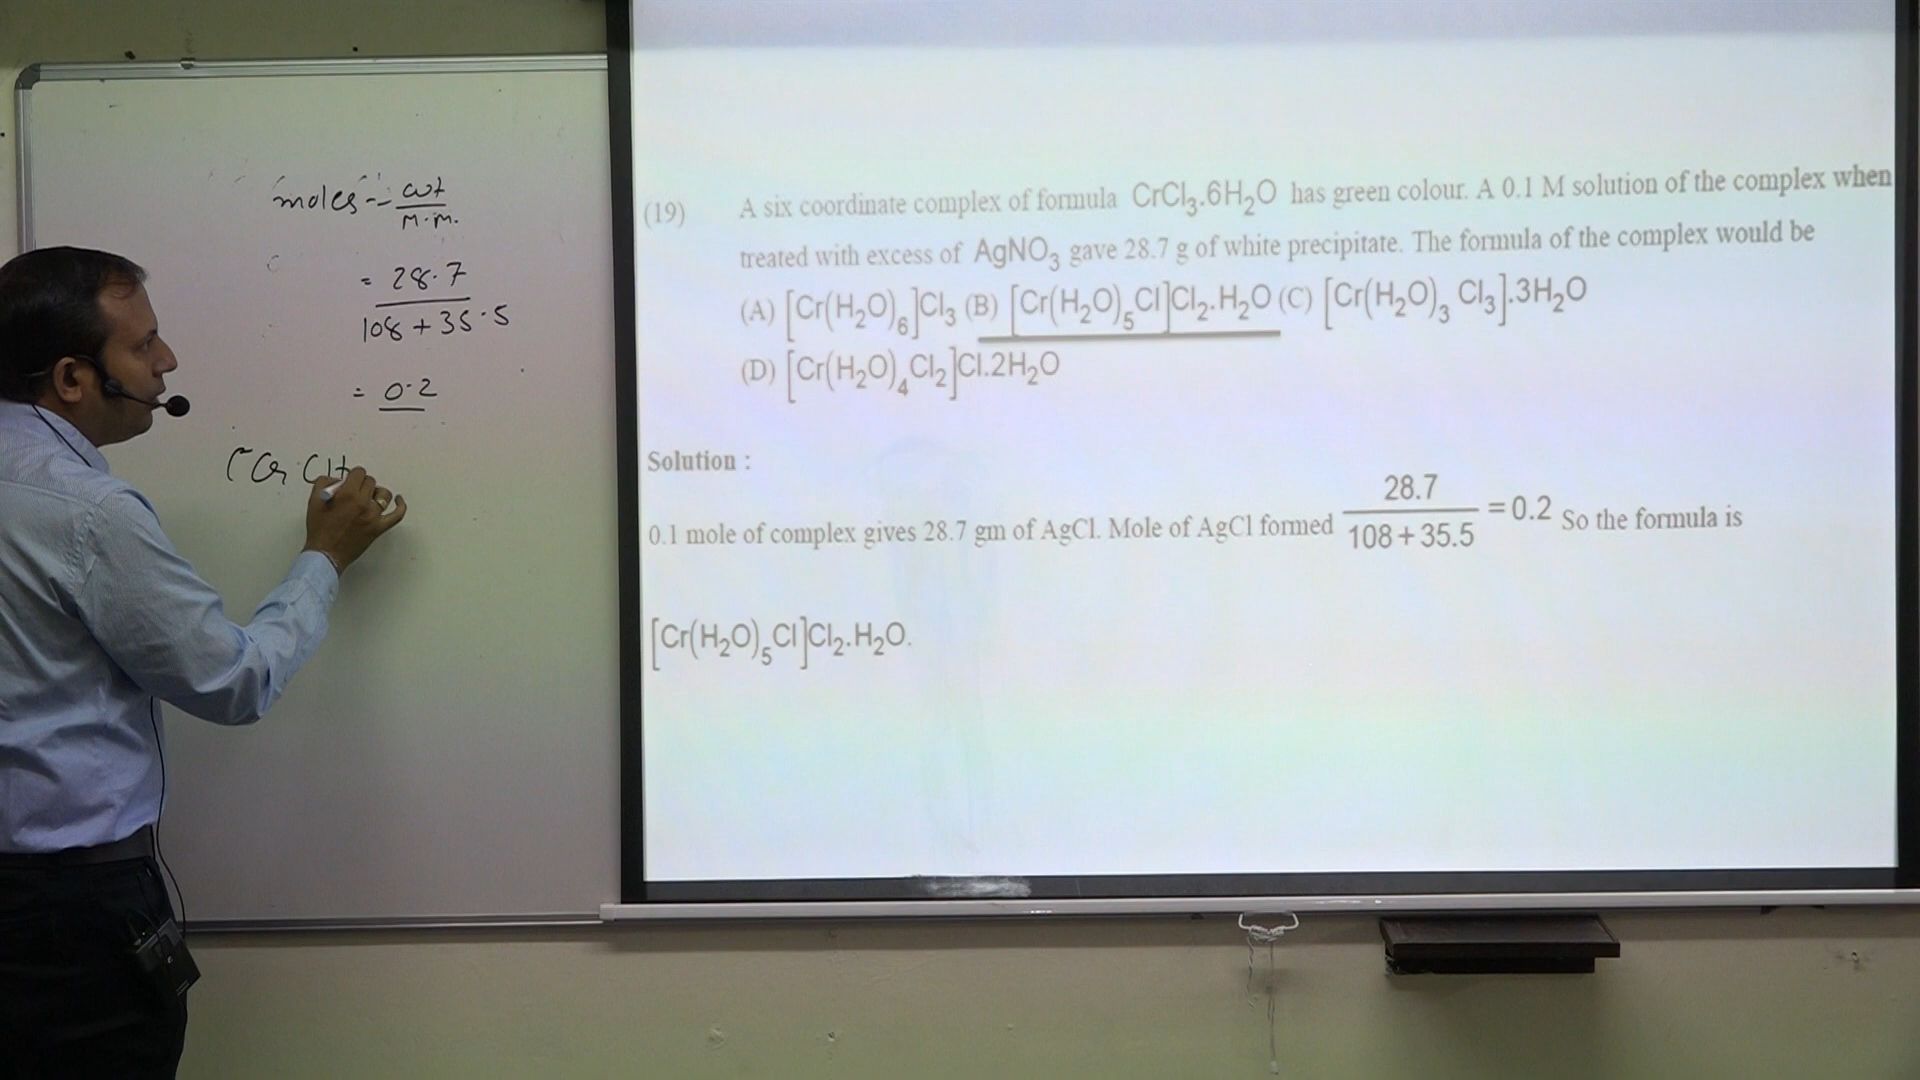 moles = wt
M.m.
= 28.7
108 + 35.5
= 0.2
[Cr (H
(19) A six coordinate complex of formula CrCl₃.6H₂O has green colour. A 0.1 M solution of the complex when
treated with excess of AgNO₃ gave 28.7 g of white precipitate. The formula of the complex would be
(A) [Cr(H₂O)₆]Cl₃ (B) [Cr(H₂O)₅Cl]Cl₂.H₂O (C) [Cr(H₂O)₃ Cl₃].3H₂O
(D) [Cr(H₂O)₄Cl₂]Cl.2H₂O
Solution :
0.1 mole of complex gives 28.7 gm of AgCl. Mole of AgCl formed 28.7 / 108 + 35.5 = 0.2 So the formula is
[Cr(H₂O)₅Cl]Cl₂.H₂O.